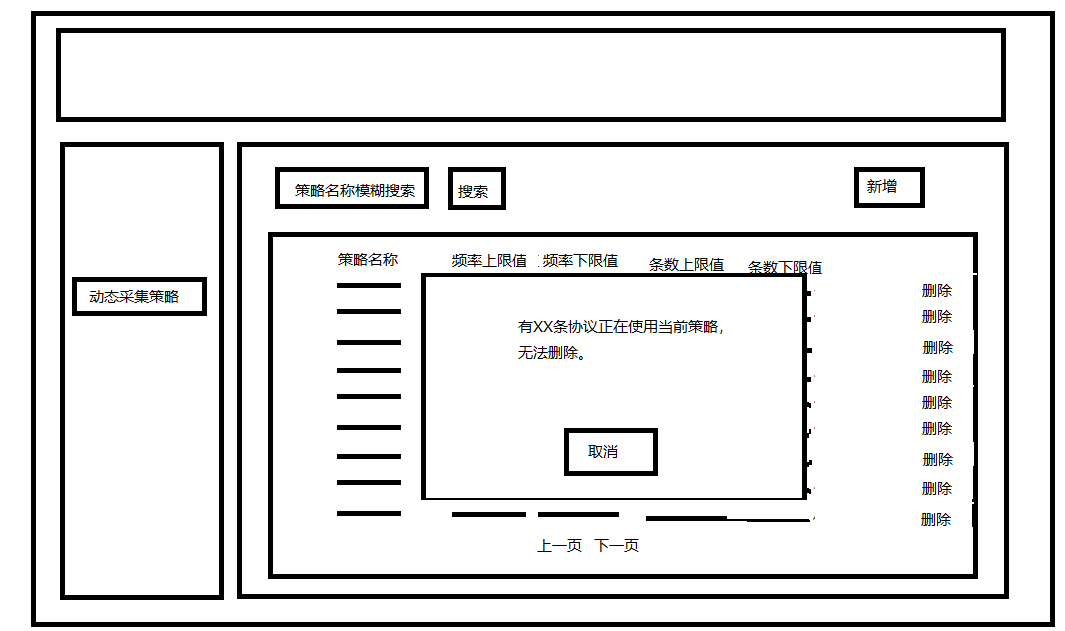 策略名称模糊搜索
搜索
新增
动态采集策略
策略名称
频率上限值
频率下限值
条数上限值
条数下限值
有XX条协议正在使用当前策略，
无法删除。
取消
删除
删除
删除
删除
删除
删除
删除
删除
删除
上一页 下一页